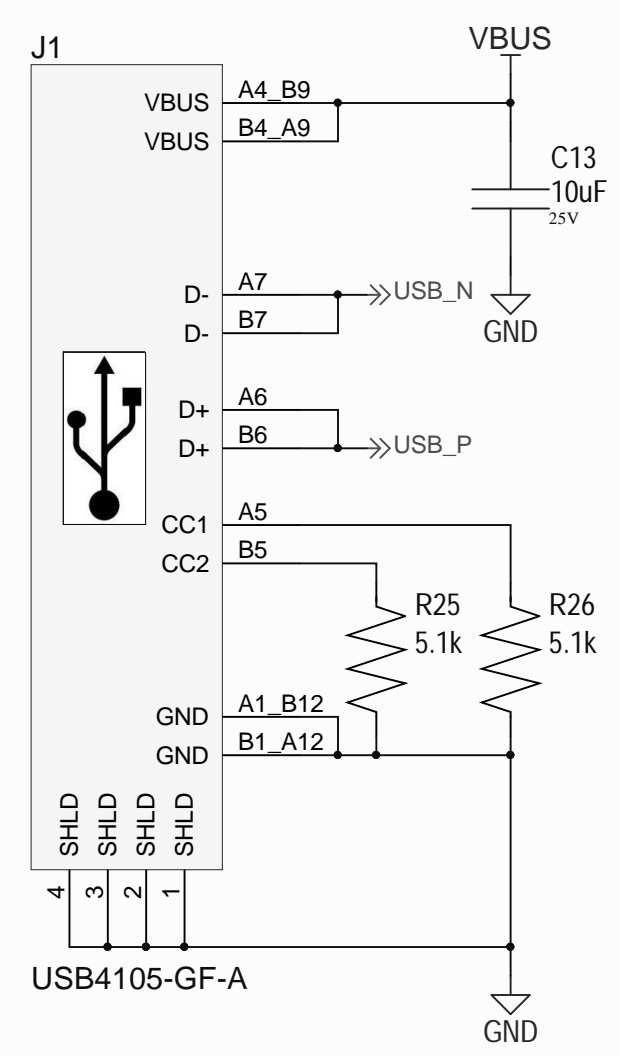 J1
VBUS
VBUS A4_B9
VBUS B4_A9
C13
10uF
25V
GND
D- A7
USB_N
D- B7
D+ A6
D+ B6
USB_P
CC1 A5
CC2 B5
R25
5.1k
R26
5.1k
GND A1_B12
GND B1_A12
SHLD SHLD SHLD SHLD
4 3 2 1
USB4105-GF-A
GND